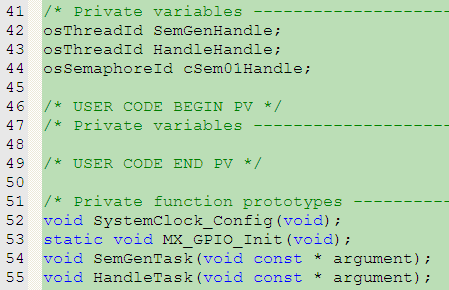 41 /* Private variables ---------------------
42 osThreadId SemGenHandle;
43 osThreadId HandleHandle;
44 osSemaphoreId cSem01Handle;
45
46 /* USER CODE BEGIN PV */
47 /* Private variables ---------------------
48
49 /* USER CODE END PV */
50
51 /* Private function prototypes -----------
52 void SystemClock_Config(void);
53 static void MX_GPIO_Init(void);
54 void SemGenTask(void const * argument);
55 void HandleTask(void const * argument);